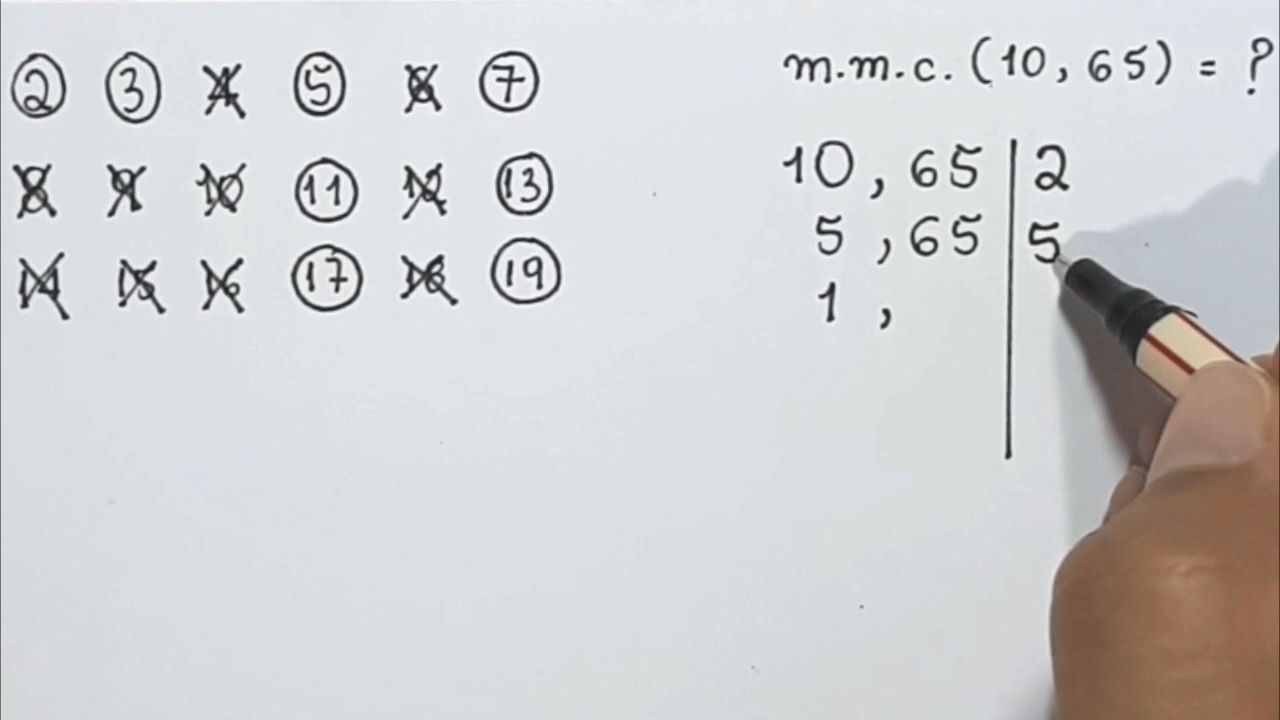 2 3 4 5 6 7
8 9 10 11 12 13
14 15 16 17 18 19
m.m.c. (10, 65) = ?
10, 65 | 2
5, 65 | 5
1,